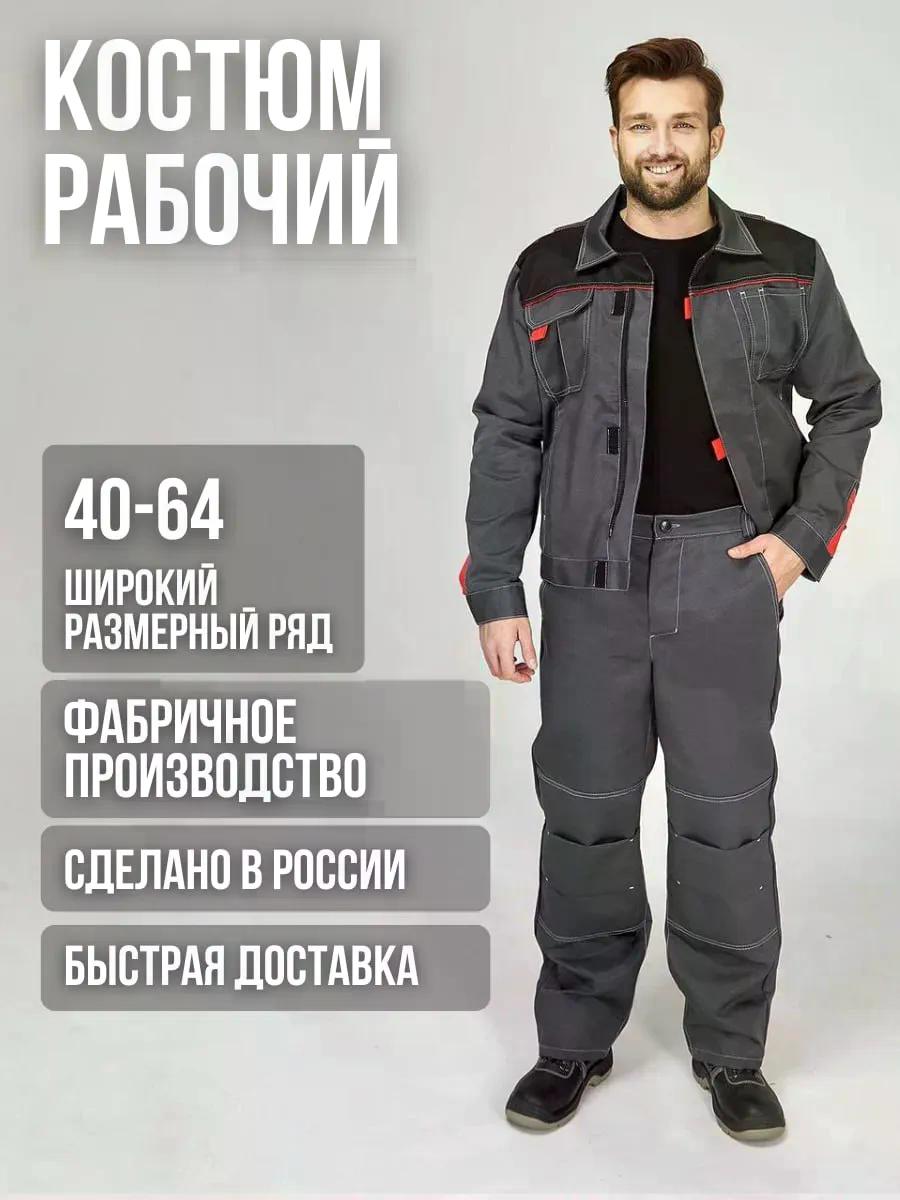 КОСТЮМ
РАБОЧИЙ
40-64
ШИРОКИЙ
РАЗМЕРНЫЙ РЯД
ФАБРИЧНОЕ
ПРОИЗВОДСТВО
СДЕЛАНО В РОССИИ
БЫСТРАЯ ДОСТАВКА